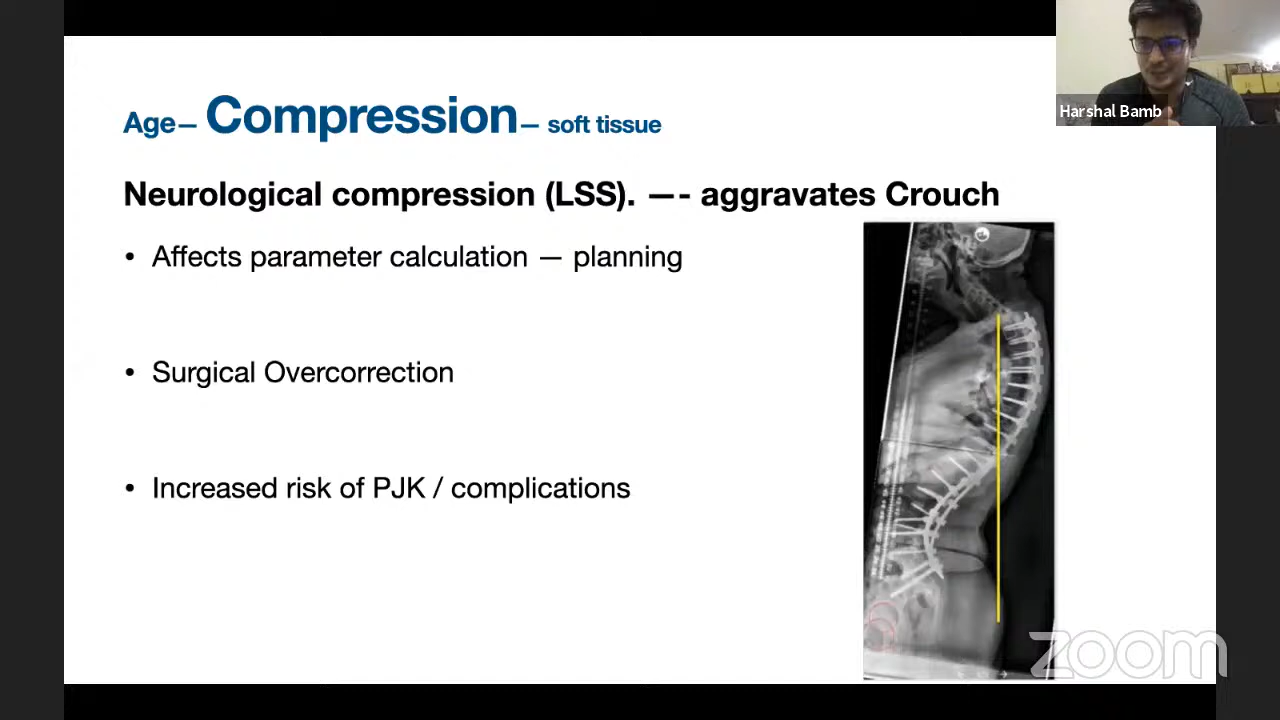 Harshal Bamb
Age— Compression— soft tissue
Neurological compression (LSS). —-- aggravates Crouch
• Affects parameter calculation — planning
• Surgical Overcorrection
• Increased risk of PJK / complications
zoom